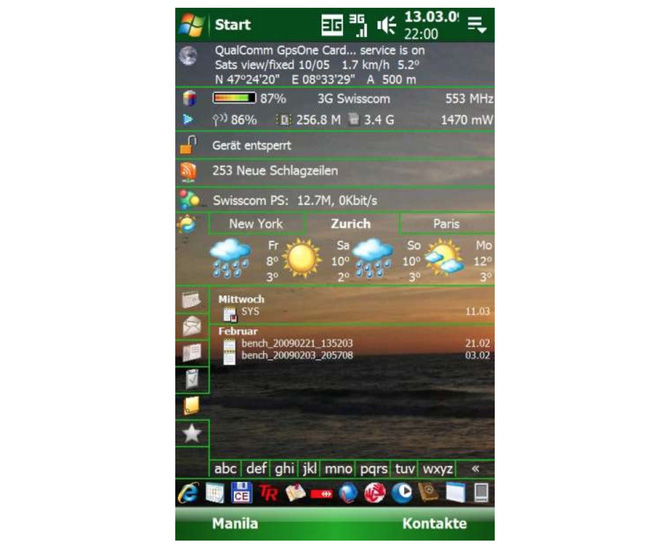 Start 3G 3G 13.03.09
22:00
QualComm GpsOne Card... service is on
Sats view/fixed 10/05 1.7 km/h 5.2°
N 47°24'20" E 08°33'29" A 500 m
87% 3G Swisscom 553 MHz
86% 256.8 M 3.4 G 1470 mW
Gerät entsperrt
253 Neue Schlagzeilen
Swisscom PS: 12.7M, 0Kbit/s
New York Zurich Paris
Fr Sa So Mo
8° 10° 10° 12°
3° 2° 3° 3°
Mittwoch
SYS 11.03
Februar
bench_20090221_135203 21.02
bench_20090203_205708 03.02
abc def ghi jkl mno pqrs tuv wxyz «
CE TR
Manila Kontakte